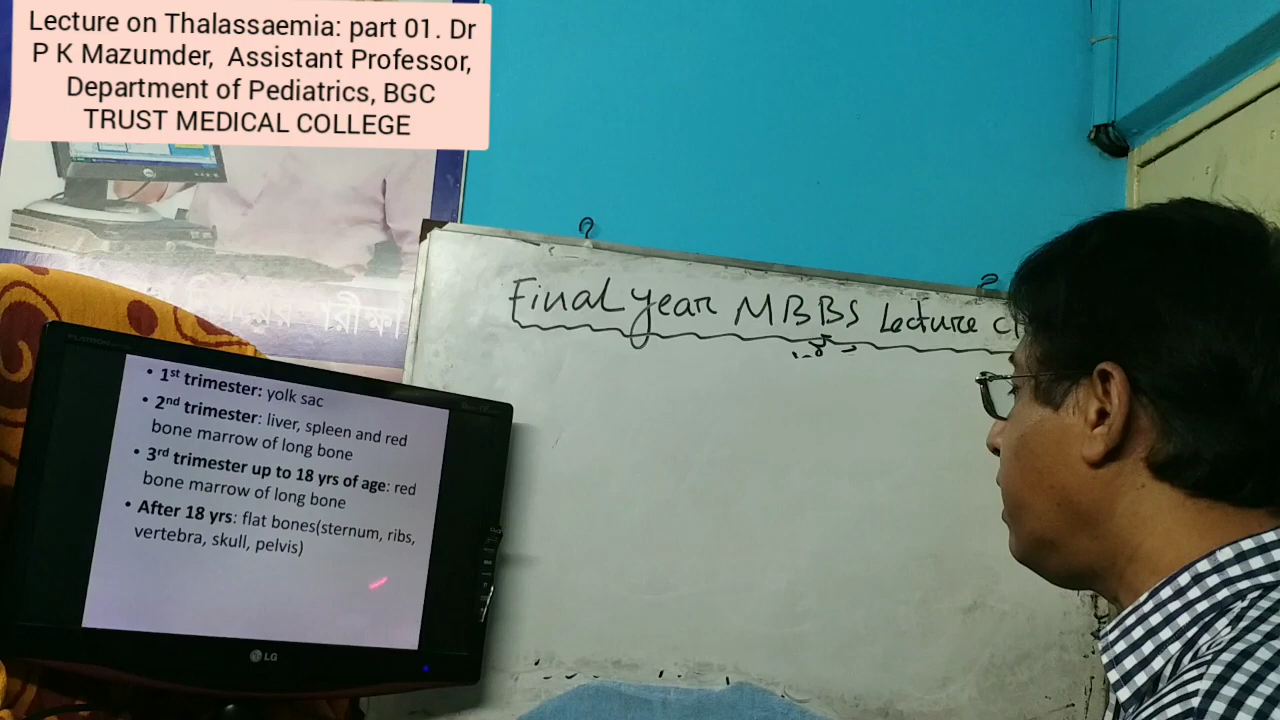 Lecture on Thalassaemia: part 01. Dr
P K Mazumder, Assistant Professor,
Department of Pediatrics, BGC
TRUST MEDICAL COLLEGE
Final year MBBS Lecture
• 1st trimester: yolk sac
• 2nd trimester: liver, spleen and red
bone marrow of long bone
• 3rd trimester up to 18 yrs of age: red
bone marrow of long bone
• After 18 yrs: flat bones(sternum, ribs,
vertebra, skull, pelvis)
LG